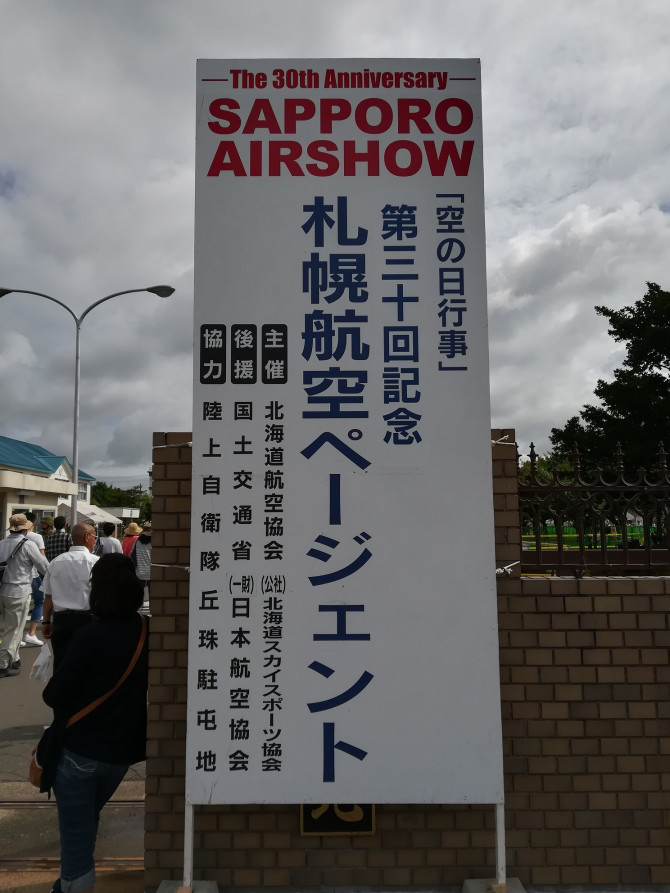 The 30th Anniversary
SAPPORO
AIRSHOW
「空の日行事」
第三十回記念
札幌航空ページェント
主催
北海道航空協会 (公社)北海道スカイスポーツ協会
後援
国土交通省 (一財)日本航空協会
協力
陸上自衛隊丘珠駐屯地